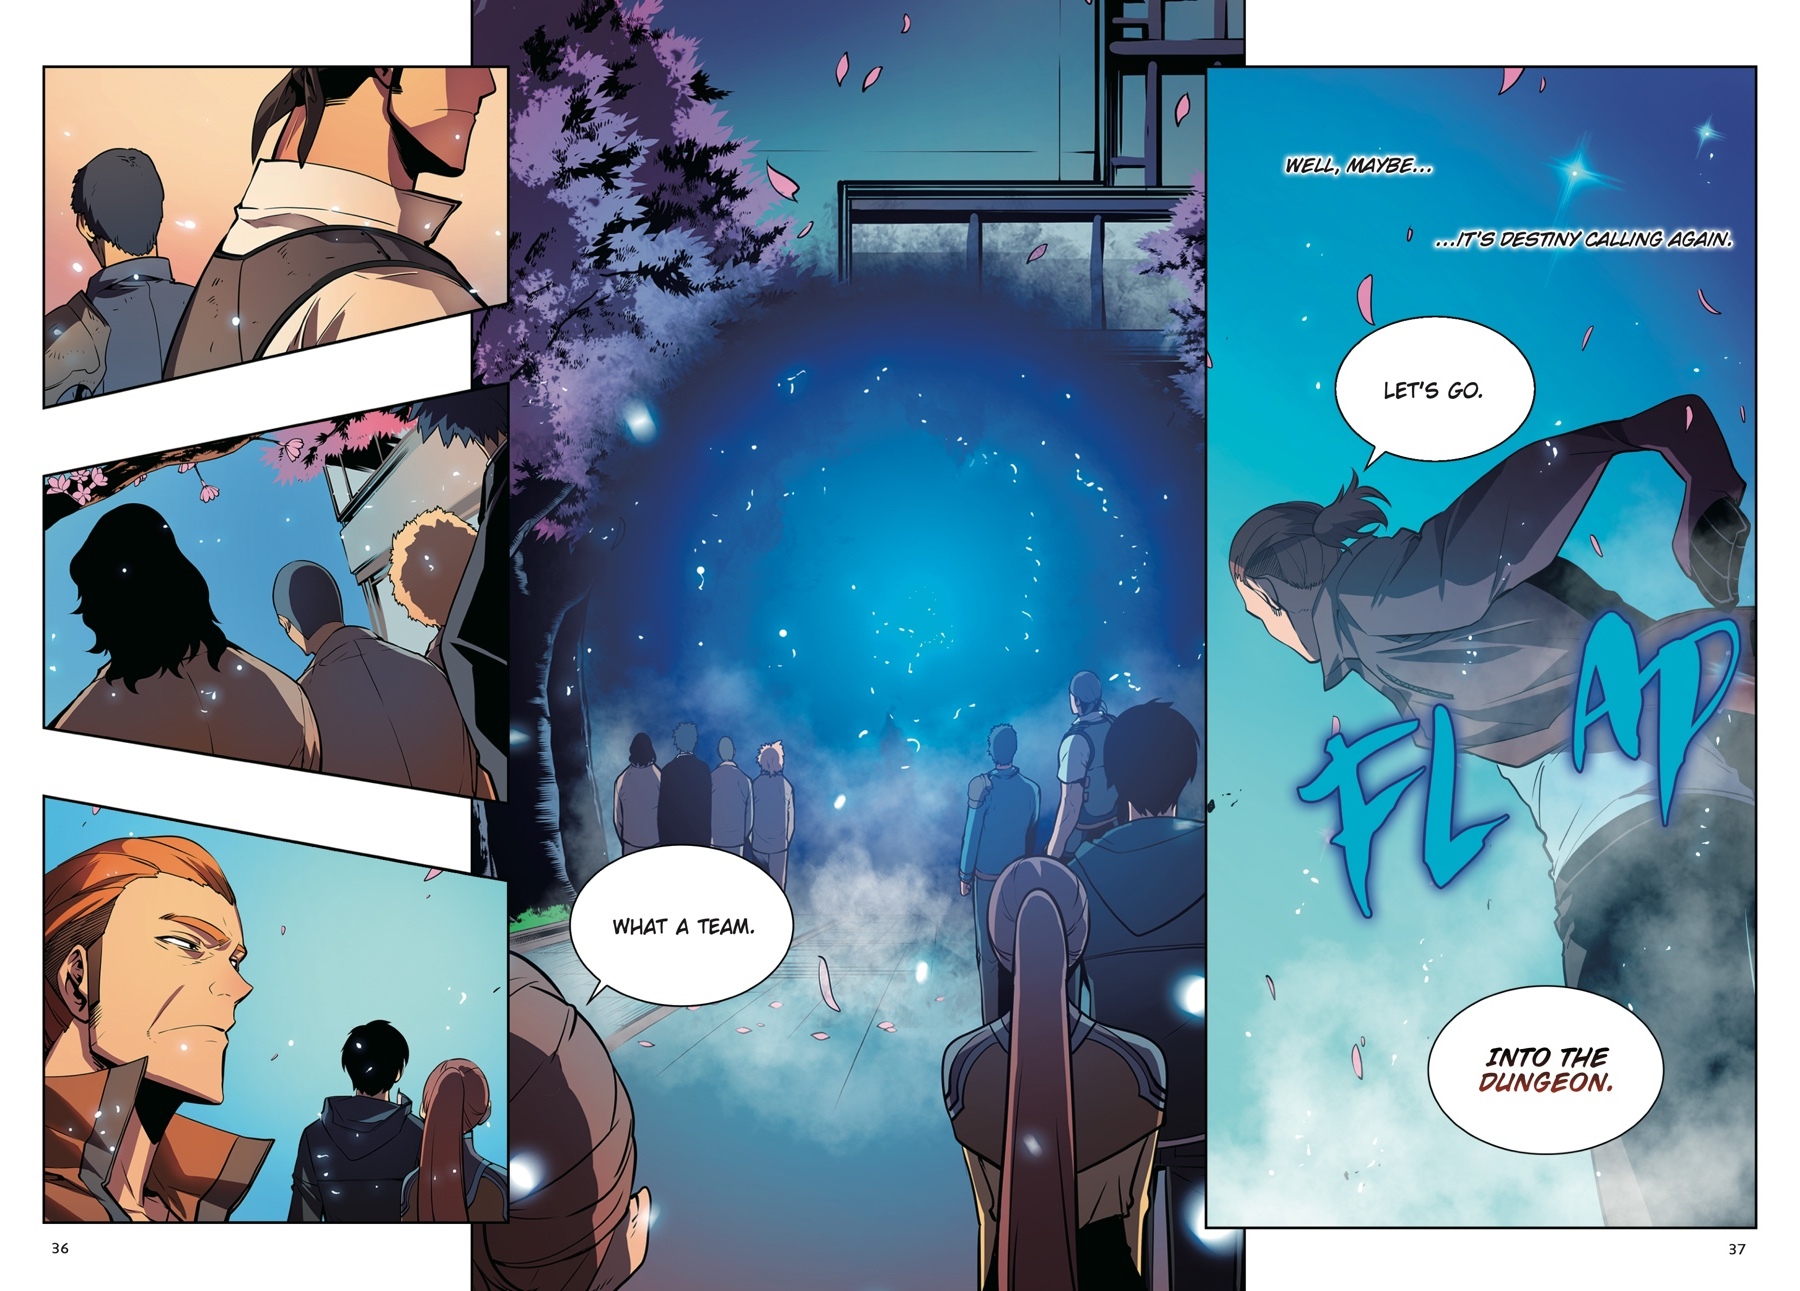 WHAT A TEAM.
WELL, MAYBE...
...IT'S DESTINY CALLING AGAIN.
LET'S GO.
FLAP
INTO THE
DUNGEON.
36
37